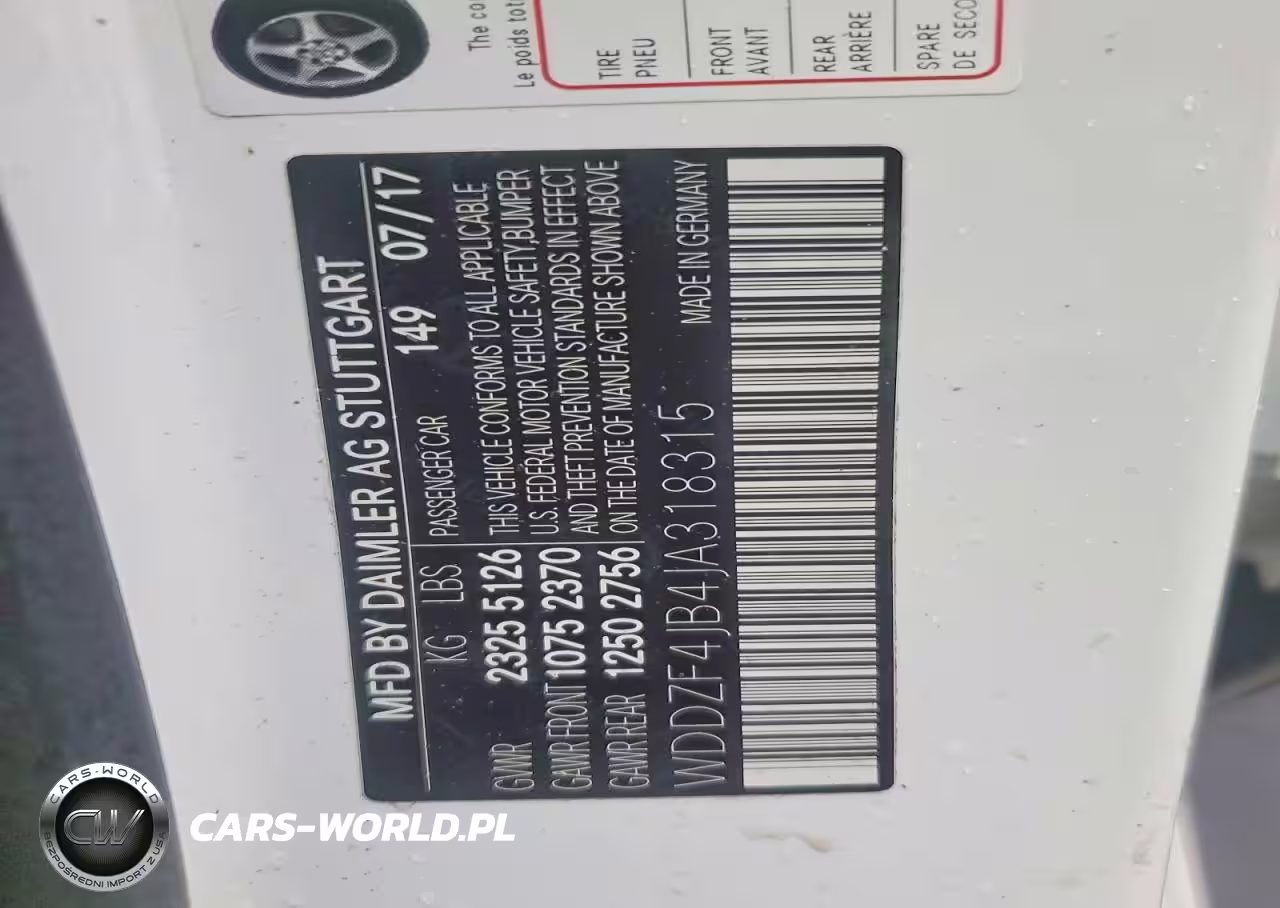 The co
Le poids tot
TIRE
PNEU
FRONT
AVANT
REAR
ARRIÈRE
SPARE
DE SECO
MFD BY DAIMLER AG STUTTGART
149 07/17
KG LBS PASSENGER CAR
GVWR 2325 5126 THIS VEHICLE CONFORMS TO ALL APPLICABLE
GAWR FRONT 1075 2370 U.S. FEDERAL MOTOR VEHICLE SAFETY,BUMPER
AND THEFT PREVENTION STANDARDS IN EFFECT
GAWR REAR 1250 2756 ON THE DATE OF MANUFACTURE SHOWN ABOVE
WDDZF4JB4JA318315 MADE IN GERMANY
CARS-WORLD
CW
BEZPOŚREDNI IMPORT Z USA
CARS-WORLD.PL